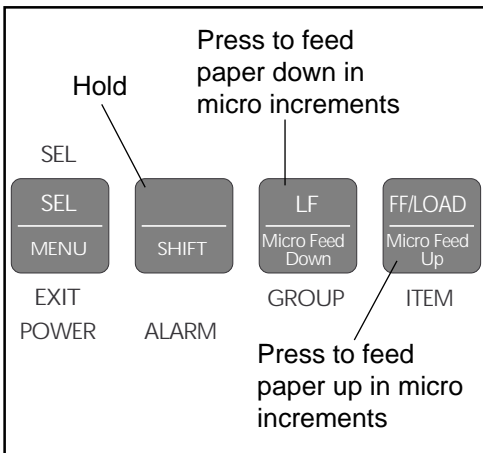 Press to feed
paper down in
micro increments
Hold
SEL
SEL
MENU
SHIFT
LF
Micro Feed
Down
FF/LOAD
Micro Feed
Up
EXIT
GROUP
ITEM
POWER
ALARM
Press to feed
paper up in micro
increments